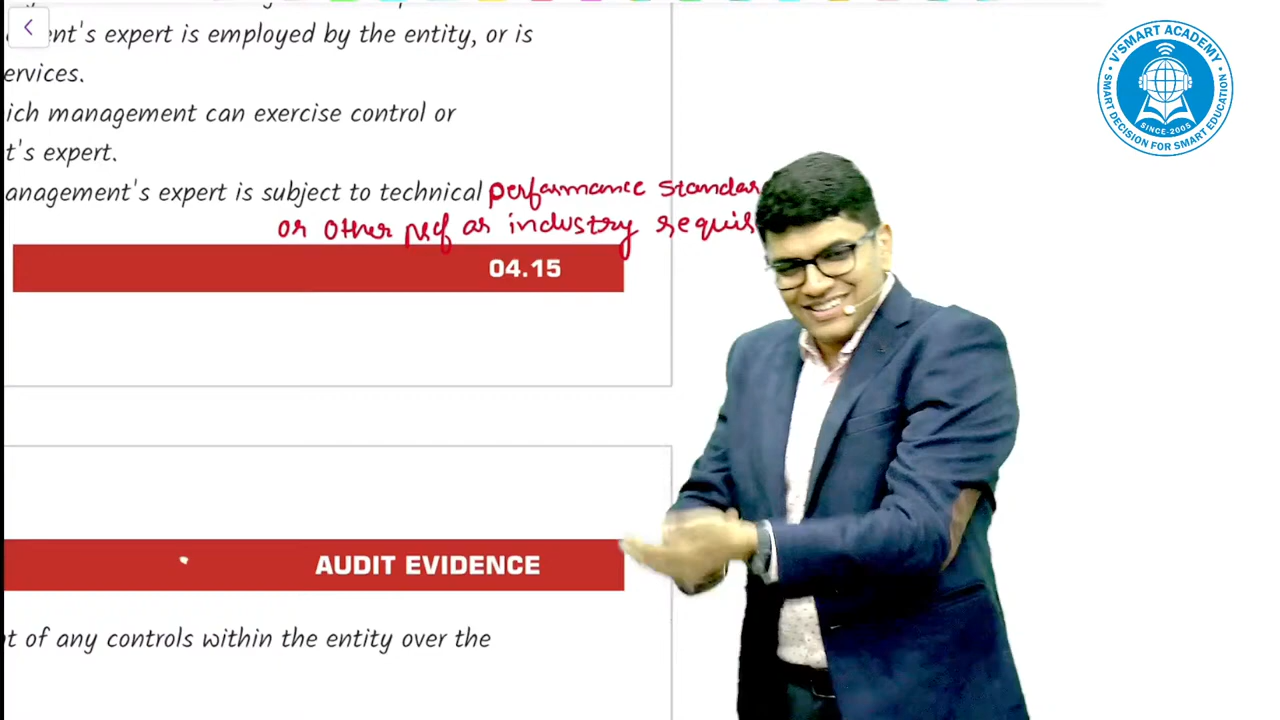 ent's expert is employed by the entity, or is
ervices.
ich management can exercise control or
t's expert.
anagement's expert is subject to technical performance standar
or other prof or industry requi
04.15
AUDIT EVIDENCE
t of any controls within the entity over the
V'SMART ACADEMY
SMART DECISION FOR SMART EDUCATION
SINCE-2005